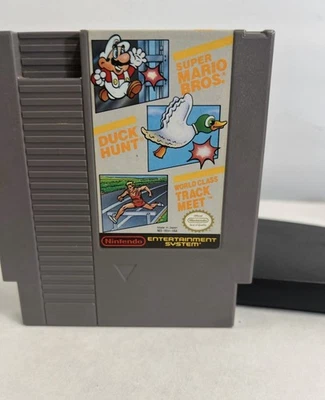 SUPER
MARIO
BROS.
DUCK
HUNT
WORLD CLASS
TRACK
MEET
Nintendo
ENTERTAINMENT
SYSTEM